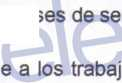 ses de se
e a los trabaj